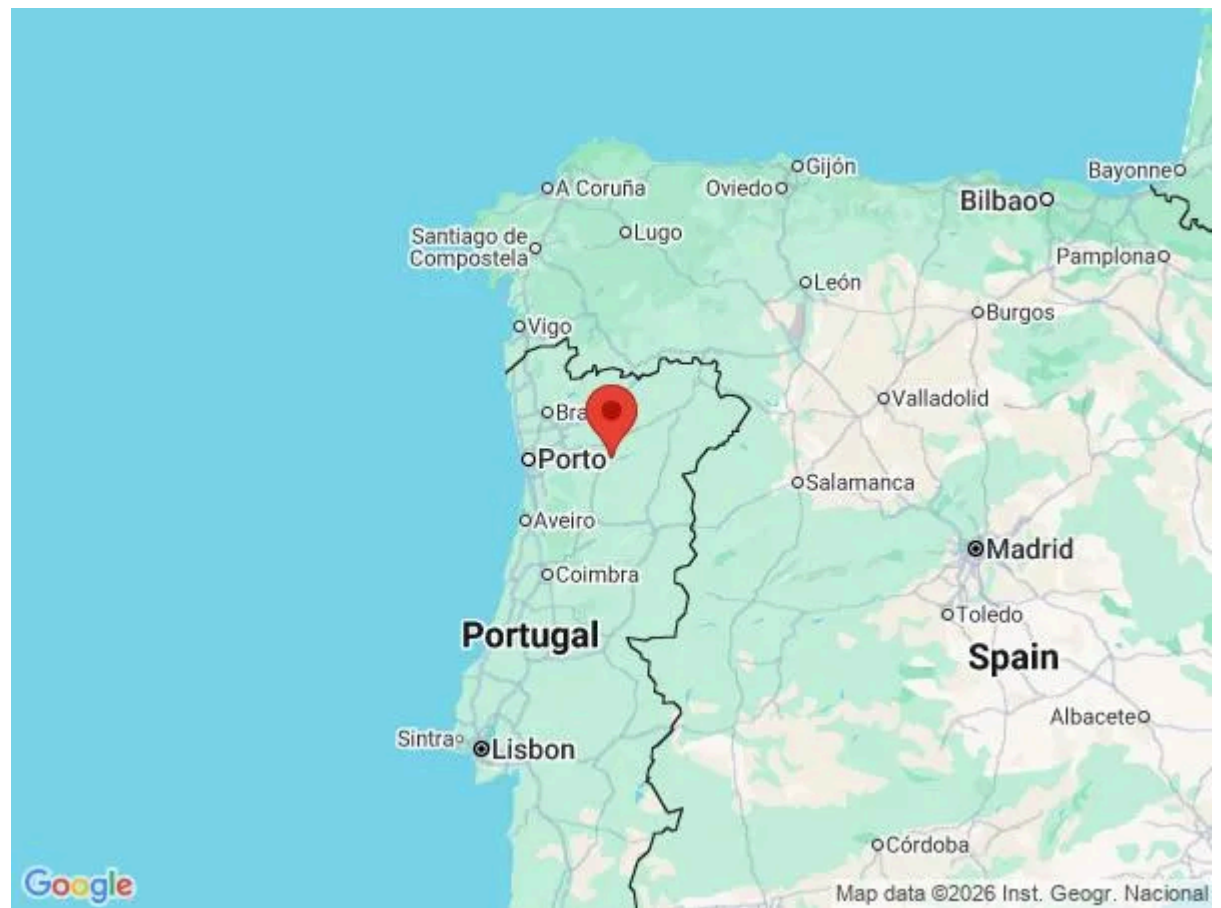 Gijón
Bayonne
A Coruña
Oviedo
Bilbao
Lugo
Santiago de
Compostela
Pamplona
León
Burgos
Vigo
Valladolid
Bra
Porto
Salamanca
Aveiro
Madrid
Coimbra
Toledo
Portugal
Spain
Albacete
Sintra
Lisbon
Córdoba
Google
Map data ©2026 Inst. Geogr. Nacional